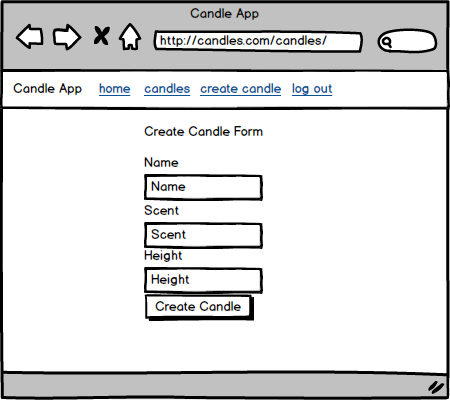 Candle App
http://candles.com/candles/
Candle App home candles create candle log out
Create Candle Form
Name
Name
Scent
Scent
Height
Height
Create Candle